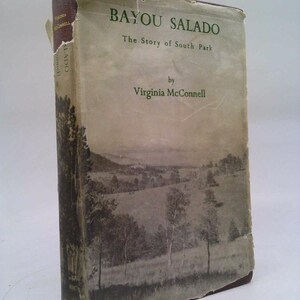 BAYOU SALADO
The Story of South Park
by
Virginia McConnell